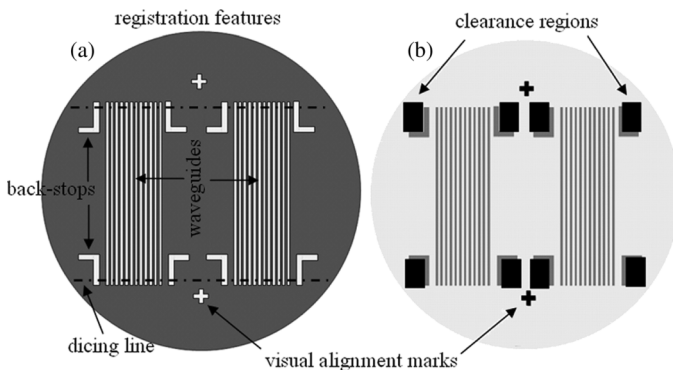 registration features
(a)
back-stops
waveguides
dicing line
(b)
clearance regions
visual alignment marks